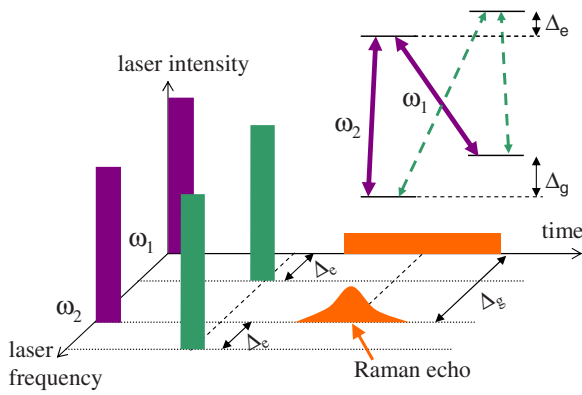 Δe
laser intensity
ω1
ω2
Δg
ω1
time
Δe
Δg
ω2
Δe
laser
frequency
Raman echo